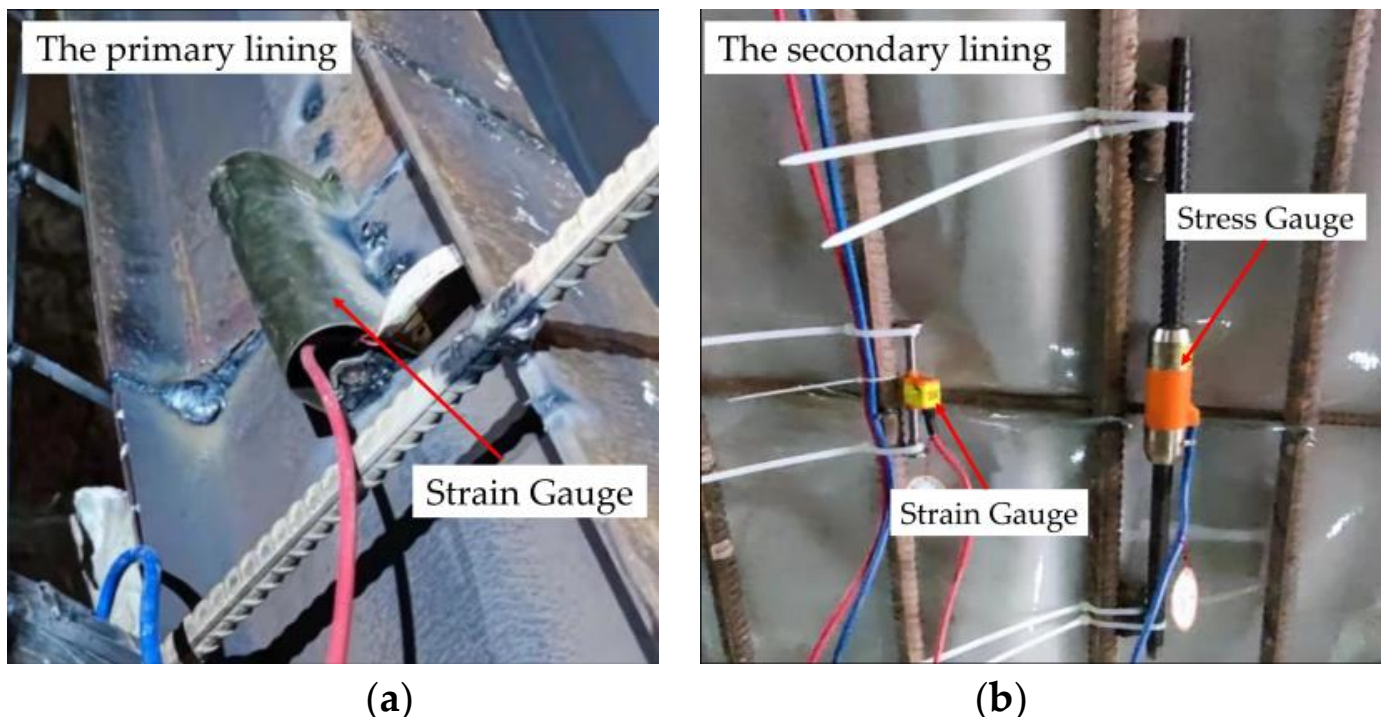 The primary lining
Strain Gauge
(a)
The secondary lining
Stress Gauge
Strain Gauge
(b)